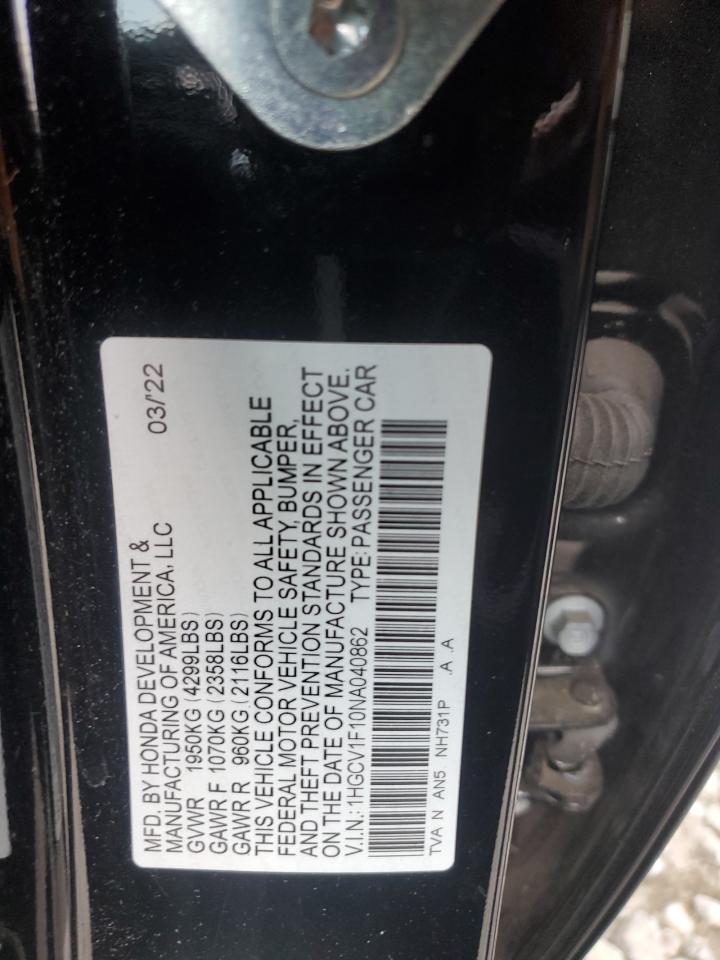 MFD. BY HONDA DEVELOPMENT & 03/'22
MANUFACTURING OF AMERICA, LLC
GVWR 1950KG (4299LBS)
GAWR F 1070KG (2358LBS)
GAWR R 960KG (2116LBS)
THIS VEHICLE CONFORMS TO ALL APPLICABLE
FEDERAL MOTOR VEHICLE SAFETY, BUMPER,
AND THEFT PREVENTION STANDARDS IN EFFECT
ON THE DATE OF MANUFACTURE SHOWN ABOVE.
V.I.N.: 1HGCV1F10NA040862 TYPE: PASSENGER CAR
TVA N AN5 NH731P .A .A